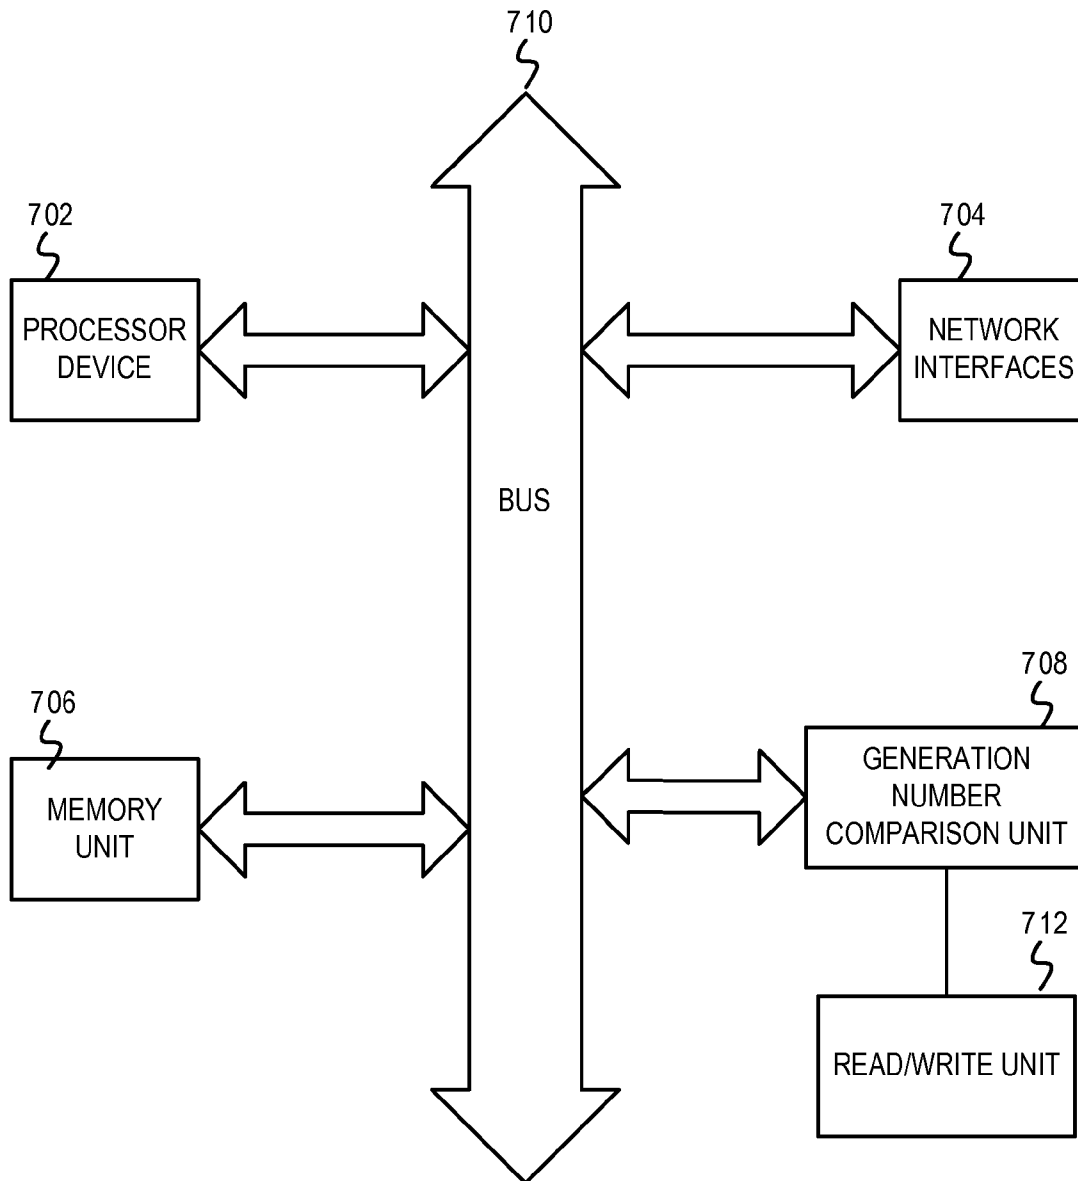 710
702
704
PROCESSOR
DEVICE
NETWORK
INTERFACES
BUS
706
708
MEMORY
UNIT
GENERATION
NUMBER
COMPARISON UNIT
712
READ/WRITE UNIT